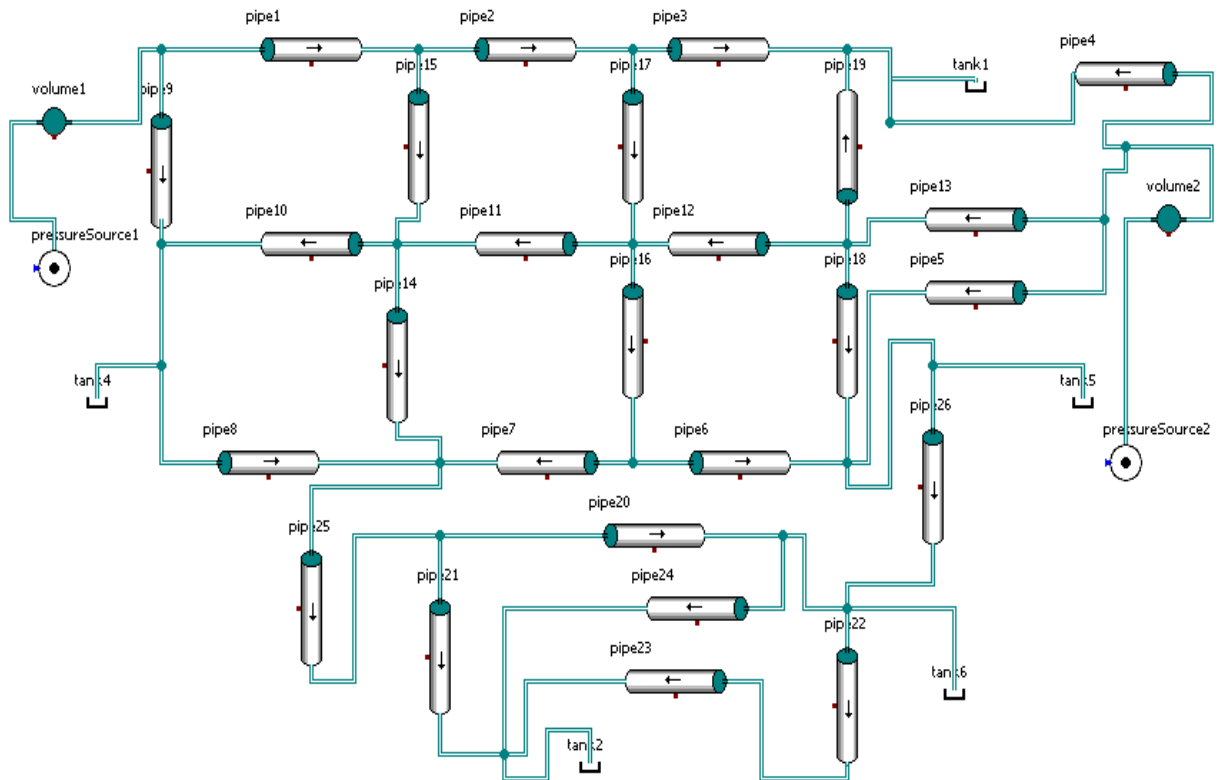 pipe1
pipe2
pipe3
pipe4
pipe15
pipe17
pipe19
tank1
volume1
pipe9
pipe10
pipe11
pipe12
pipe13
volume2
pressureSource1
pipe14
pipe16
pipe18
pipe5
tank4
tank5
pipe26
pipe8
pipe7
pipe6
pressureSource2
pipe20
pipe25
pipe21
pipe24
pipe22
pipe23
tank6
tank2